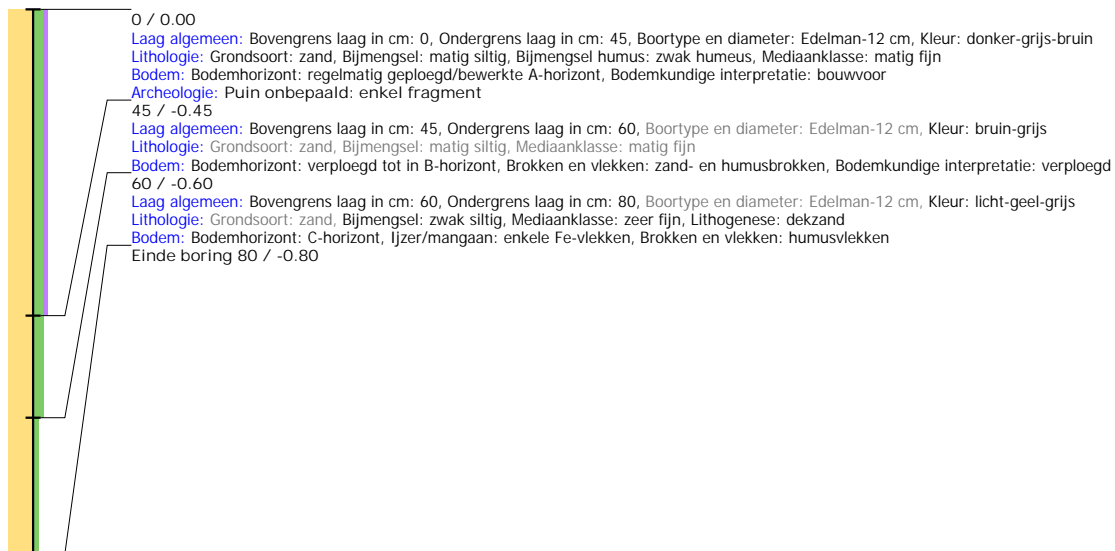 0 / 0.00
Laag algemeen: Bovengrens laag in cm: 0, Ondergrens laag in cm: 45, Boortype en diameter: Edelman-12 cm, Kleur: donker-grijs-bruin
Lithologie: Grondsoort: zand, Bijmengsel: matig siltig, Bijmengsel humus: zwak humeus, Mediaanklasse: matig fijn
Bodem: Bodemhorizont: regelmatig geploegd/bewerkte A-horizont, Bodemkundige interpretatie: bouwvoor
Archeologie: Puin onbepaald: enkel fragment
45 / -0.45
Laag algemeen: Bovengrens laag in cm: 45, Ondergrens laag in cm: 60, Boortype en diameter: Edelman-12 cm, Kleur: bruin-grijs
Lithologie: Grondsoort: zand, Bijmengsel: matig siltig, Mediaanklasse: matig fijn
Bodem: Bodemhorizont: verploegd tot in B-horizont, Brokken en vlekken: zand- en humusbrokken, Bodemkundige interpretatie: verploegd
60 / -0.60
Laag algemeen: Bovengrens laag in cm: 60, Ondergrens laag in cm: 80, Boortype en diameter: Edelman-12 cm, Kleur: licht-geel-grijs
Lithologie: Grondsoort: zand, Bijmengsel: zwak siltig, Mediaanklasse: zeer fijn, Lithogenese: dekzand
Bodem: Bodemhorizont: C-horizont, Ijzer/mangaan: enkele Fe-vlekken, Brokken en vlekken: humusvlekken
Einde boring 80 / -0.80